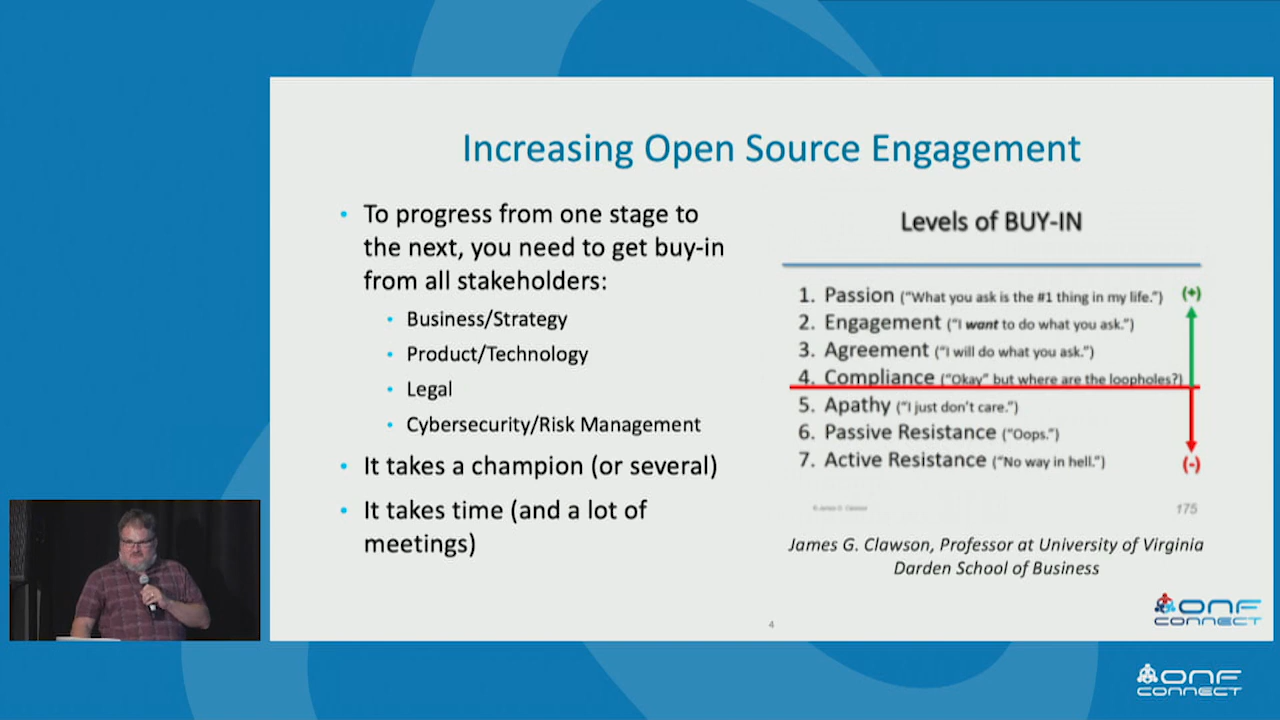 Increasing Open Source Engagement
• To progress from one stage to
the next, you need to get buy-in
from all stakeholders:
• Business/Strategy
• Product/Technology
• Legal
• Cybersecurity/Risk Management
• It takes a champion (or several)
• It takes time (and a lot of
meetings)
Levels of BUY-IN
1. Passion ("What you ask is the #1 thing in my life.") (+)
2. Engagement ("I want to do what you ask.")
3. Agreement ("I will do what you ask.")
4. Compliance ("Okay" but where are the loopholes?)
5. Apathy ("I just don't care.")
6. Passive Resistance ("Oops.")
7. Active Resistance ("No way in hell.") (-)
© James G. Clawson 175
James G. Clawson, Professor at University of Virginia
Darden School of Business
ONF
CONNECT
4
ONF
CONNECT